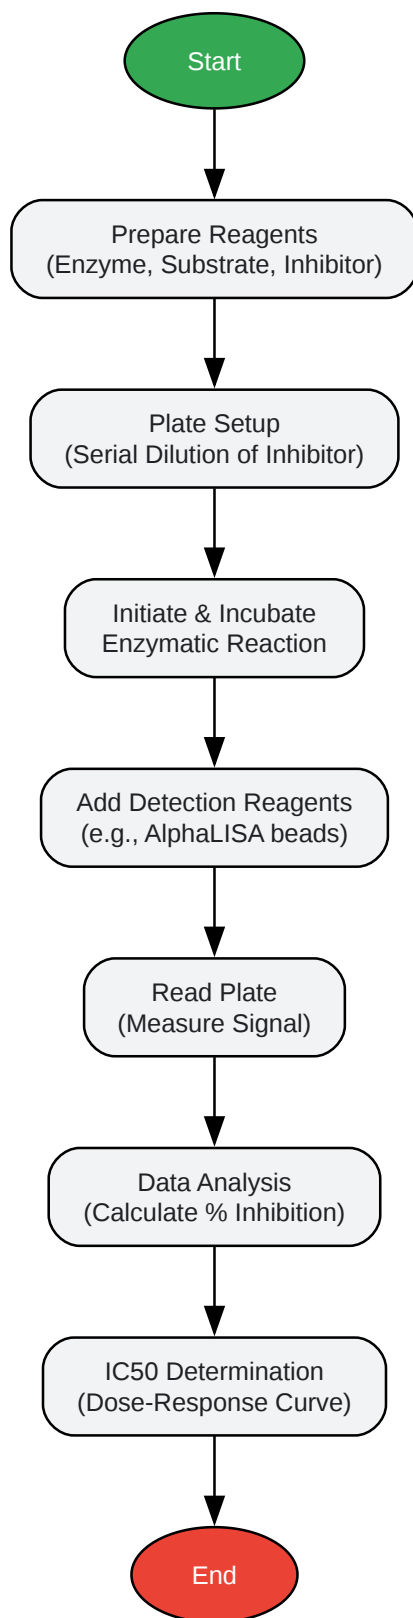 Start
Prepare Reagents
(Enzyme, Substrate, Inhibitor)
Plate Setup
(Serial Dilution of Inhibitor)
Initiate & Incubate
Enzymatic Reaction
Add Detection Reagents
(e.g., AlphaLISA beads)
Read Plate
(Measure Signal)
Data Analysis
(Calculate % Inhibition)
IC50 Determination
(Dose-Response Curve)
End